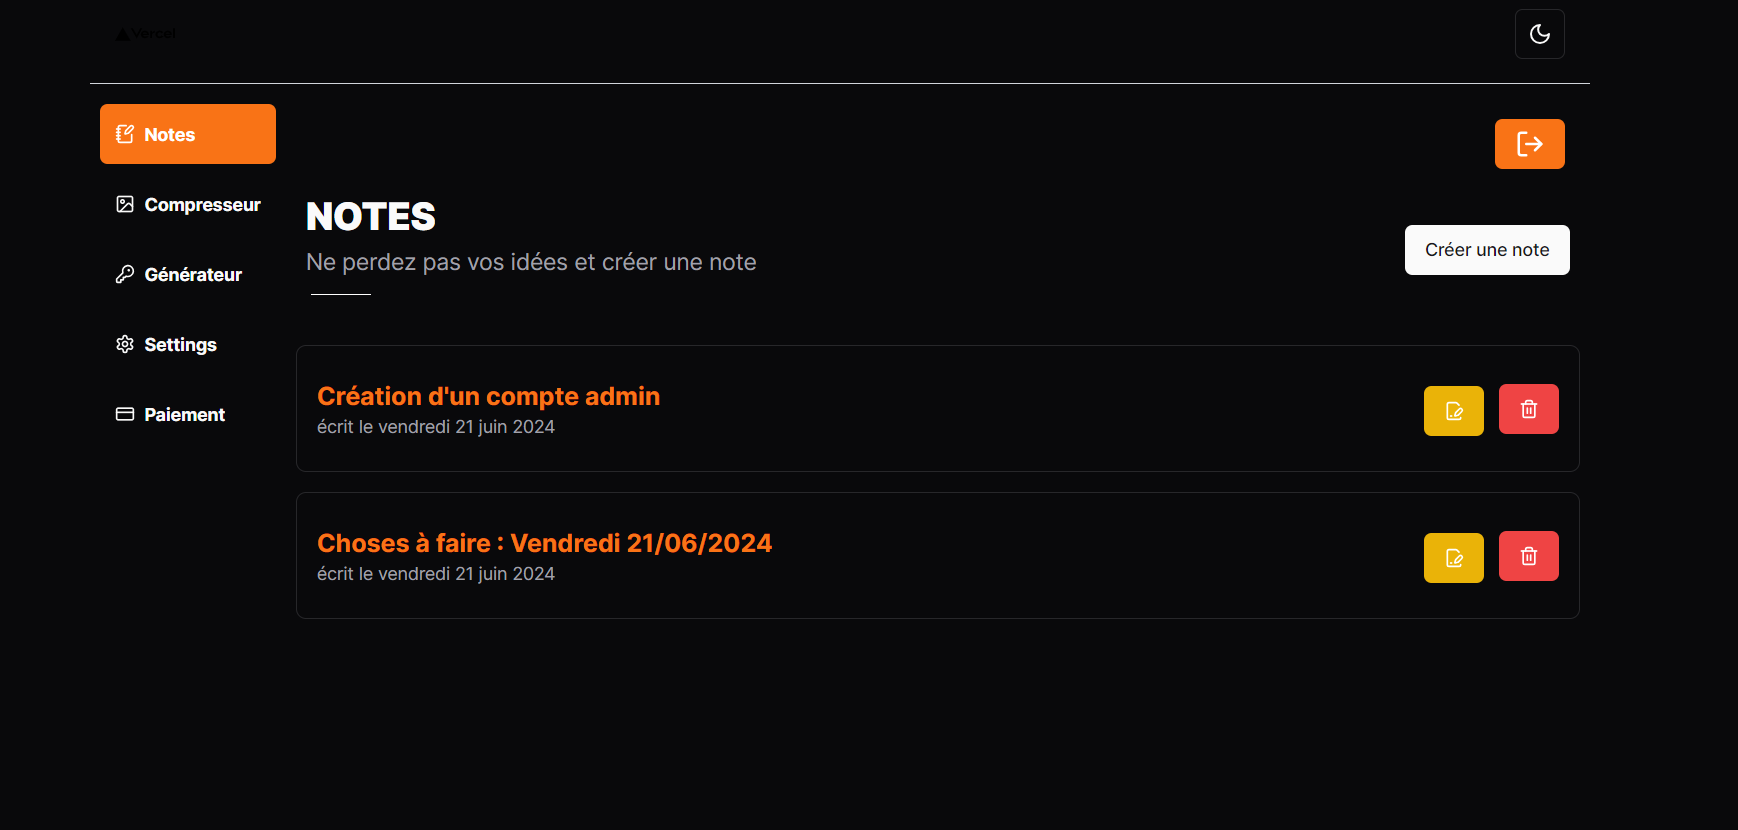 Vercel
Notes
Compresseur
Générateur
Settings
Paiement
NOTES
Ne perdez pas vos idées et créer une note
Créer une note
Création d'un compte admin
écrit le vendredi 21 juin 2024
Choses à faire : Vendredi 21/06/2024
écrit le vendredi 21 juin 2024